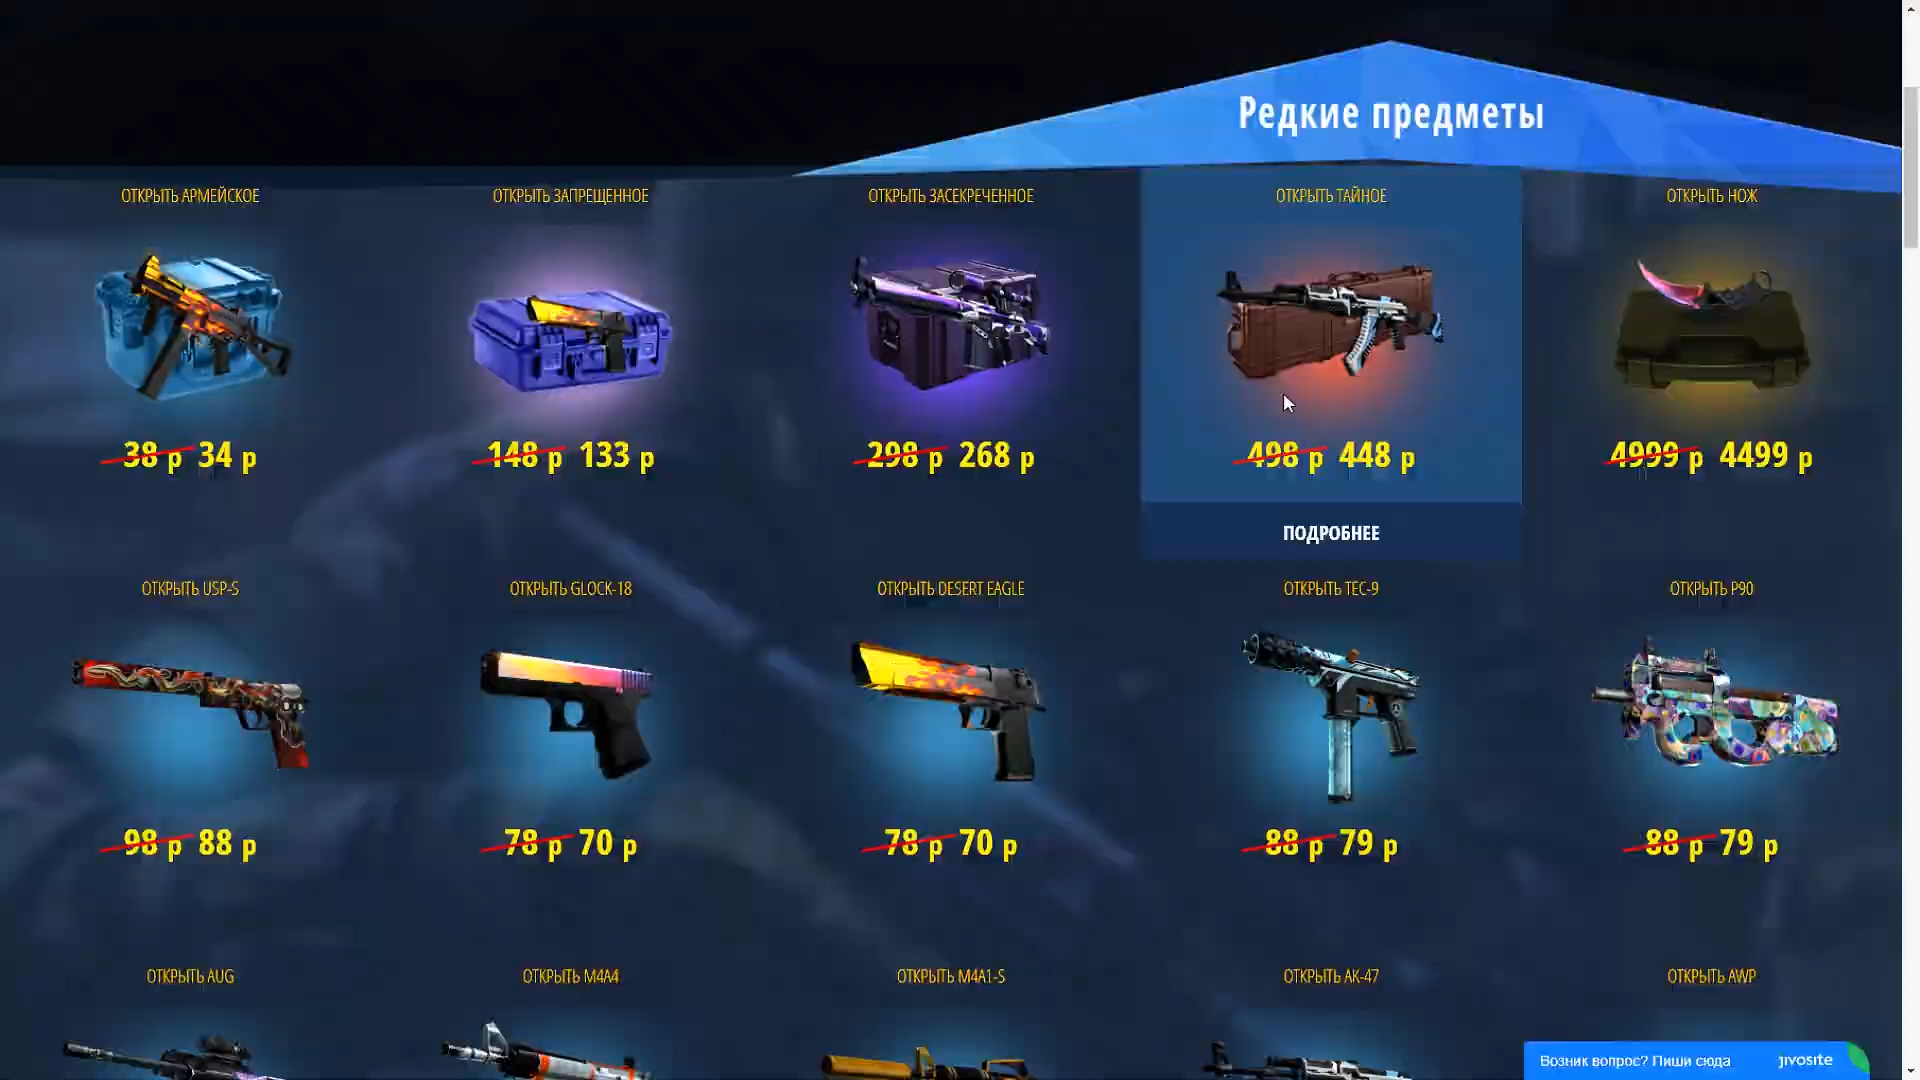 Редкие предметы
ОТКРЫТЬ АРМЕЙСКОЕ
ОТКРЫТЬ ЗАПРЕЩЕННОЕ
ОТКРЫТЬ ЗАСЕКРЕЧЕННОЕ
ОТКРЫТЬ ТАЙНОЕ
ОТКРЫТЬ НОЖ
38 р 34 р
148 р 133 р
298 р 268 р
498 р 448 р
4999 р 4499 р
ПОДРОБНЕЕ
ОТКРЫТЬ USP-S
ОТКРЫТЬ GLOCK-18
ОТКРЫТЬ DESERT EAGLE
ОТКРЫТЬ TEC-9
ОТКРЫТЬ P90
98 р 88 р
78 р 70 р
78 р 70 р
88 р 79 р
88 р 79 р
ОТКРЫТЬ AUG
ОТКРЫТЬ M4A4
ОТКРЫТЬ M4A1-S
ОТКРЫТЬ AK-47
ОТКРЫТЬ AWP
Возник вопрос? Пиши сюда
jivosite